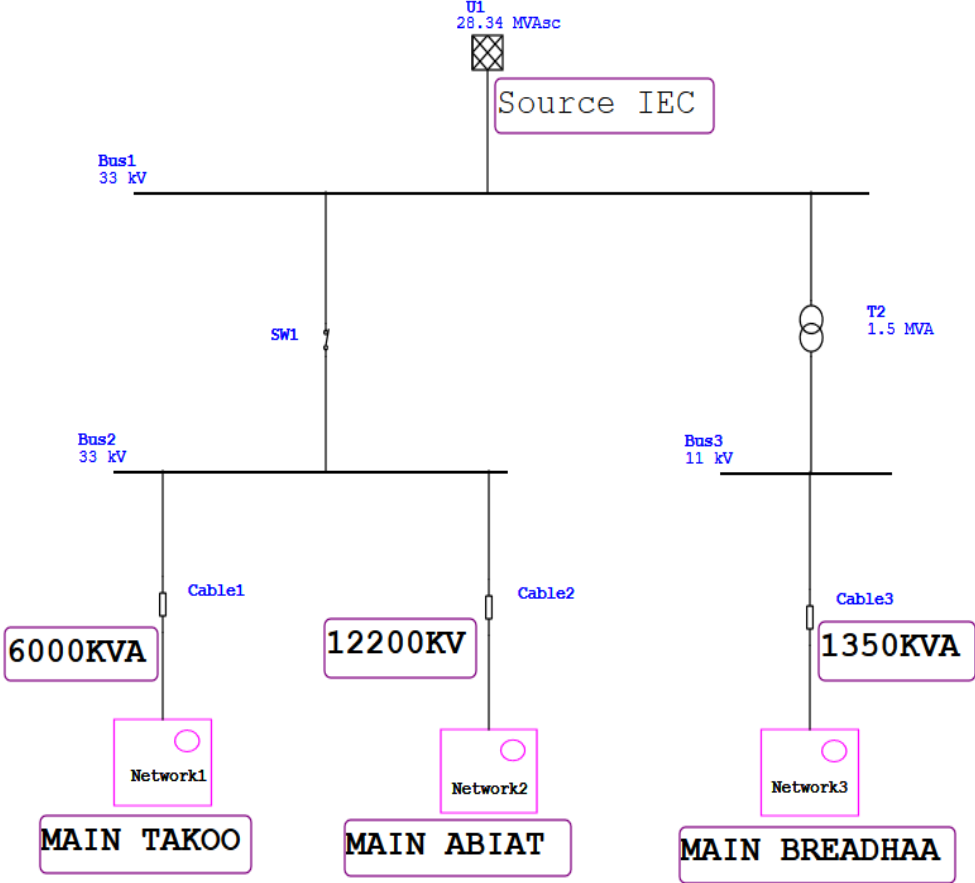 U1
28.34 MVAsc
Source IEC
Bus1
33 kV
SW1
T2
1.5 MVA
Bus2
33 kV
Bus3
11 kV
Cable1
Cable2
Cable3
6000KVA
12200KV
1350KVA
Network1
Network2
Network3
MAIN TAKOO
MAIN ABIAT
MAIN BREADHAA